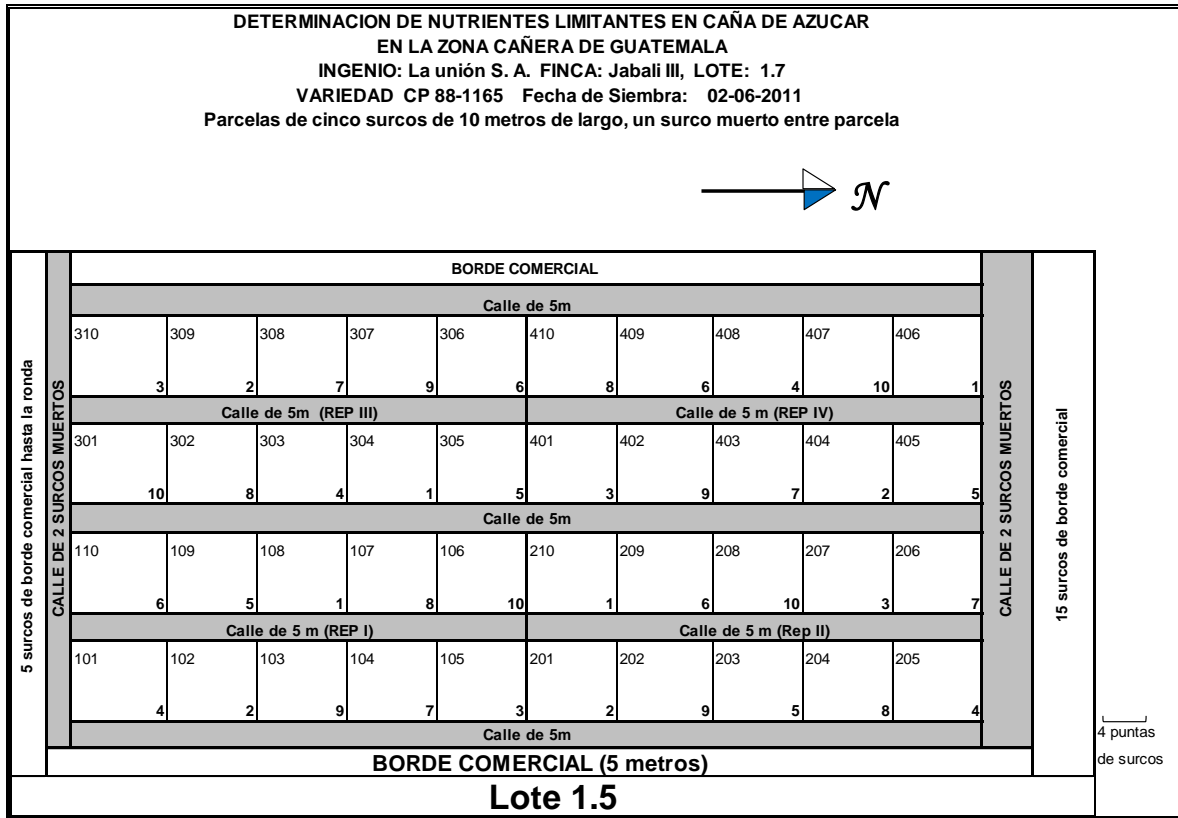 DETERMINACION DE NUTRIENTES LIMITANTES EN CAÑA DE AZUCAR
EN LA ZONA CAÑERA DE GUATEMALA
INGENIO: La unión S. A. FINCA: Jabali III, LOTE: 1.7
VARIEDAD CP 88-1165 Fecha de Siembra: 02-06-2011
Parcelas de cinco surcos de 10 metros de largo, un surco muerto entre parcela
N
5 surcos de borde comercial hasta la ronda
CALLE DE 2 SURCOS MUERTOS
BORDE COMERCIAL
Calle de 5m
310 309 308 307 306 410 409 408 407 406
3 2 7 9 6 8 6 4 10 1
Calle de 5m (REP III) Calle de 5 m (REP IV)
301 302 303 304 305 401 402 403 404 405
10 8 4 1 5 3 9 7 2 5
Calle de 5m
110 109 108 107 106 210 209 208 207 206
6 5 1 8 10 1 6 10 3 7
Calle de 5 m (REP I) Calle de 5 m (Rep II)
101 102 103 104 105 201 202 203 204 205
4 2 9 7 3 2 9 5 8 4
Calle de 5m
CALLE DE 2 SURCOS MUERTOS
15 surcos de borde comercial
4 puntas
de surcos
BORDE COMERCIAL (5 metros)
Lote 1.5